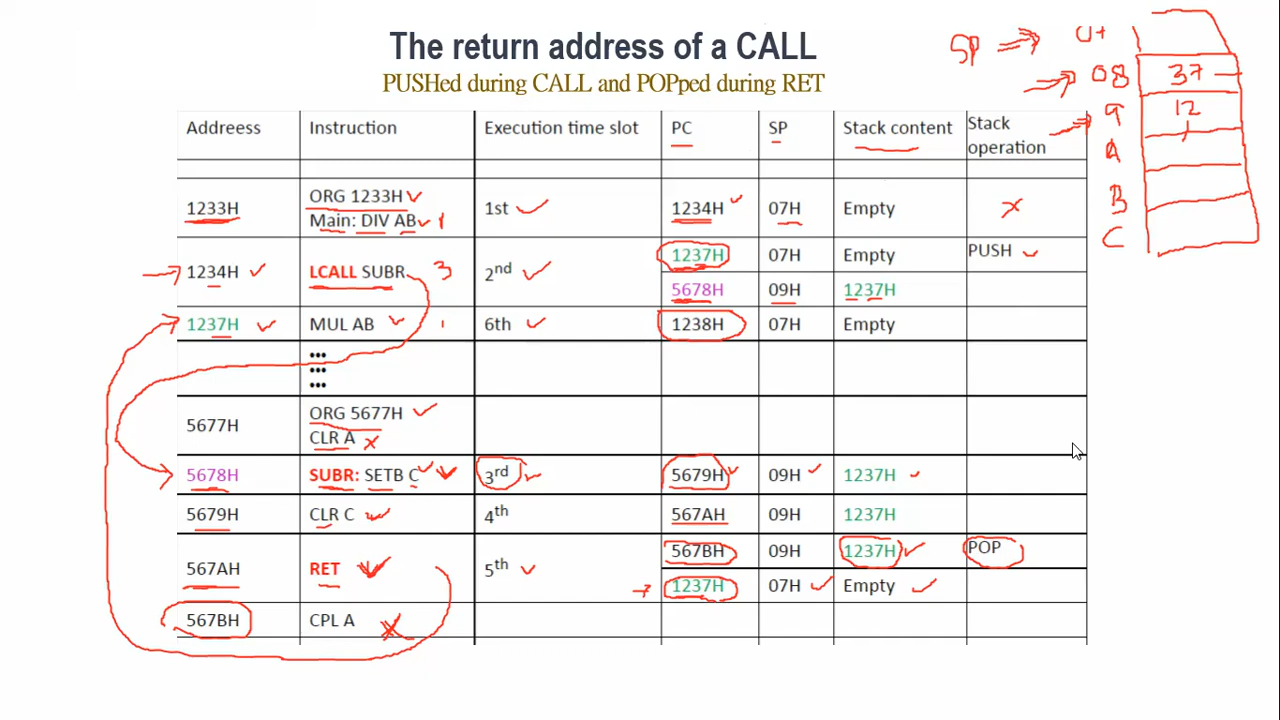 The return address of a CALL
PUSHed during CALL and POPped during RET
Addreess Instruction Execution time slot PC SP Stack content Stack operation
1233H ORG 1233H 1st 1234H 07H Empty
Main: DIV AB 1
1234H LCALL SUBR 3 2nd 1237H 07H Empty PUSH
5678H 09H 1237H
1237H MUL AB 1 6th 1238H 07H Empty
•••
•••
•••
5677H ORG 5677H
CLR A
5678H SUBR: SETB C 3rd 5679H 09H 1237H
5679H CLR C 4th 567AH 09H 1237H
567AH RET 5th 567BH 09H 1237H POP
1237H 07H Empty
567BH CPL A
SP
08 37
9 12
A
B
C